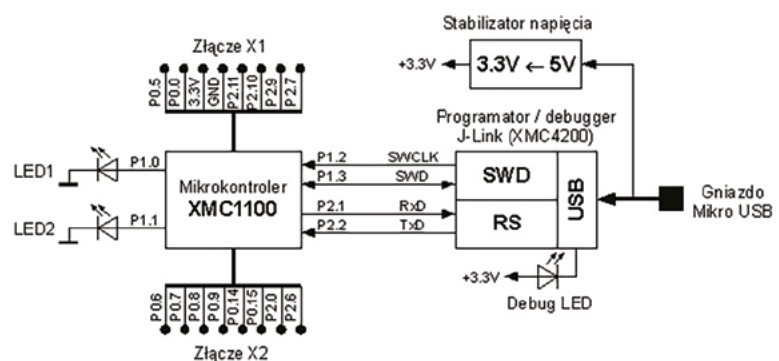 Stabilizator napięcia
3.3V ← 5V
+3.3V
Złącze X1
P0.5
P0.0
3.3V
GND
P2.11
P2.10
P2.9
P2.7
Programator / debugger
J-Link (XMC4200)
LED1
P1.0
LED2
P1.1
Mikrokontroler
XMC1100
P1.2
SWCLK
P1.3
SWD
P2.1
RxD
P2.2
TxD
SWD
RS
USB
Gniazdo
Mikro USB
+3.3V
Debug LED
P0.6
P0.7
P0.8
P0.9
P0.14
P0.15
P2.0
P2.6
Złącze X2